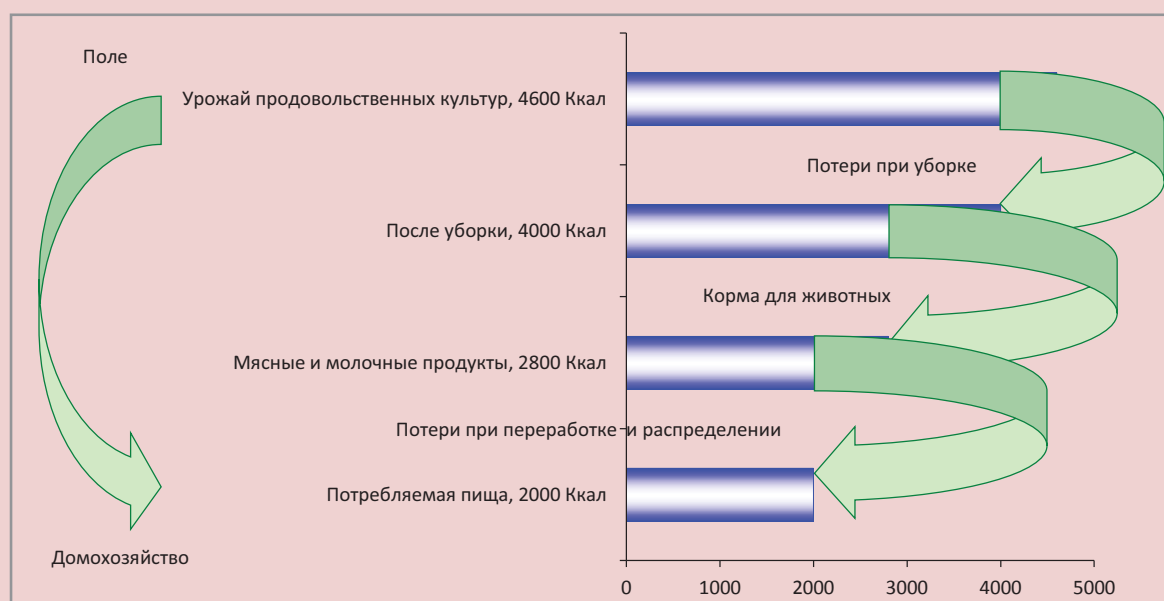 Поле
Урожай продовольственных культур, 4600 Ккал
Потери при уборке
После уборки, 4000 Ккал
Корма для животных
Мясные и молочные продукты, 2800 Ккал
Потери при переработке и распределении
Потребляемая пища, 2000 Ккал
Домохозяйство
0 1000 2000 3000 4000 5000